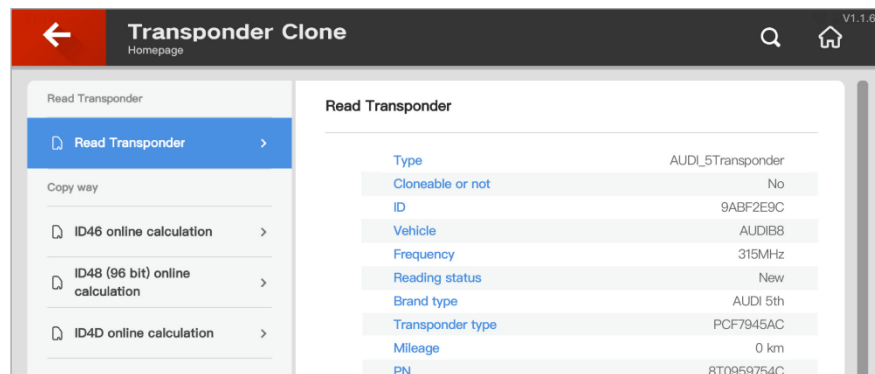 Transponder Clone
Homepage
V1.1.6
Read Transponder
Read Transponder
Copy way
ID46 online calculation
ID48 (96 bit) online
calculation
ID4D online calculation
Read Transponder
Type AUDI_5Transponder
Cloneable or not No
ID 9ABF2E9C
Vehicle AUDIB8
Frequency 315MHz
Reading status New
Brand type AUDI 5th
Transponder type PCF7945AC
Mileage 0 km
PN 8T0959754C